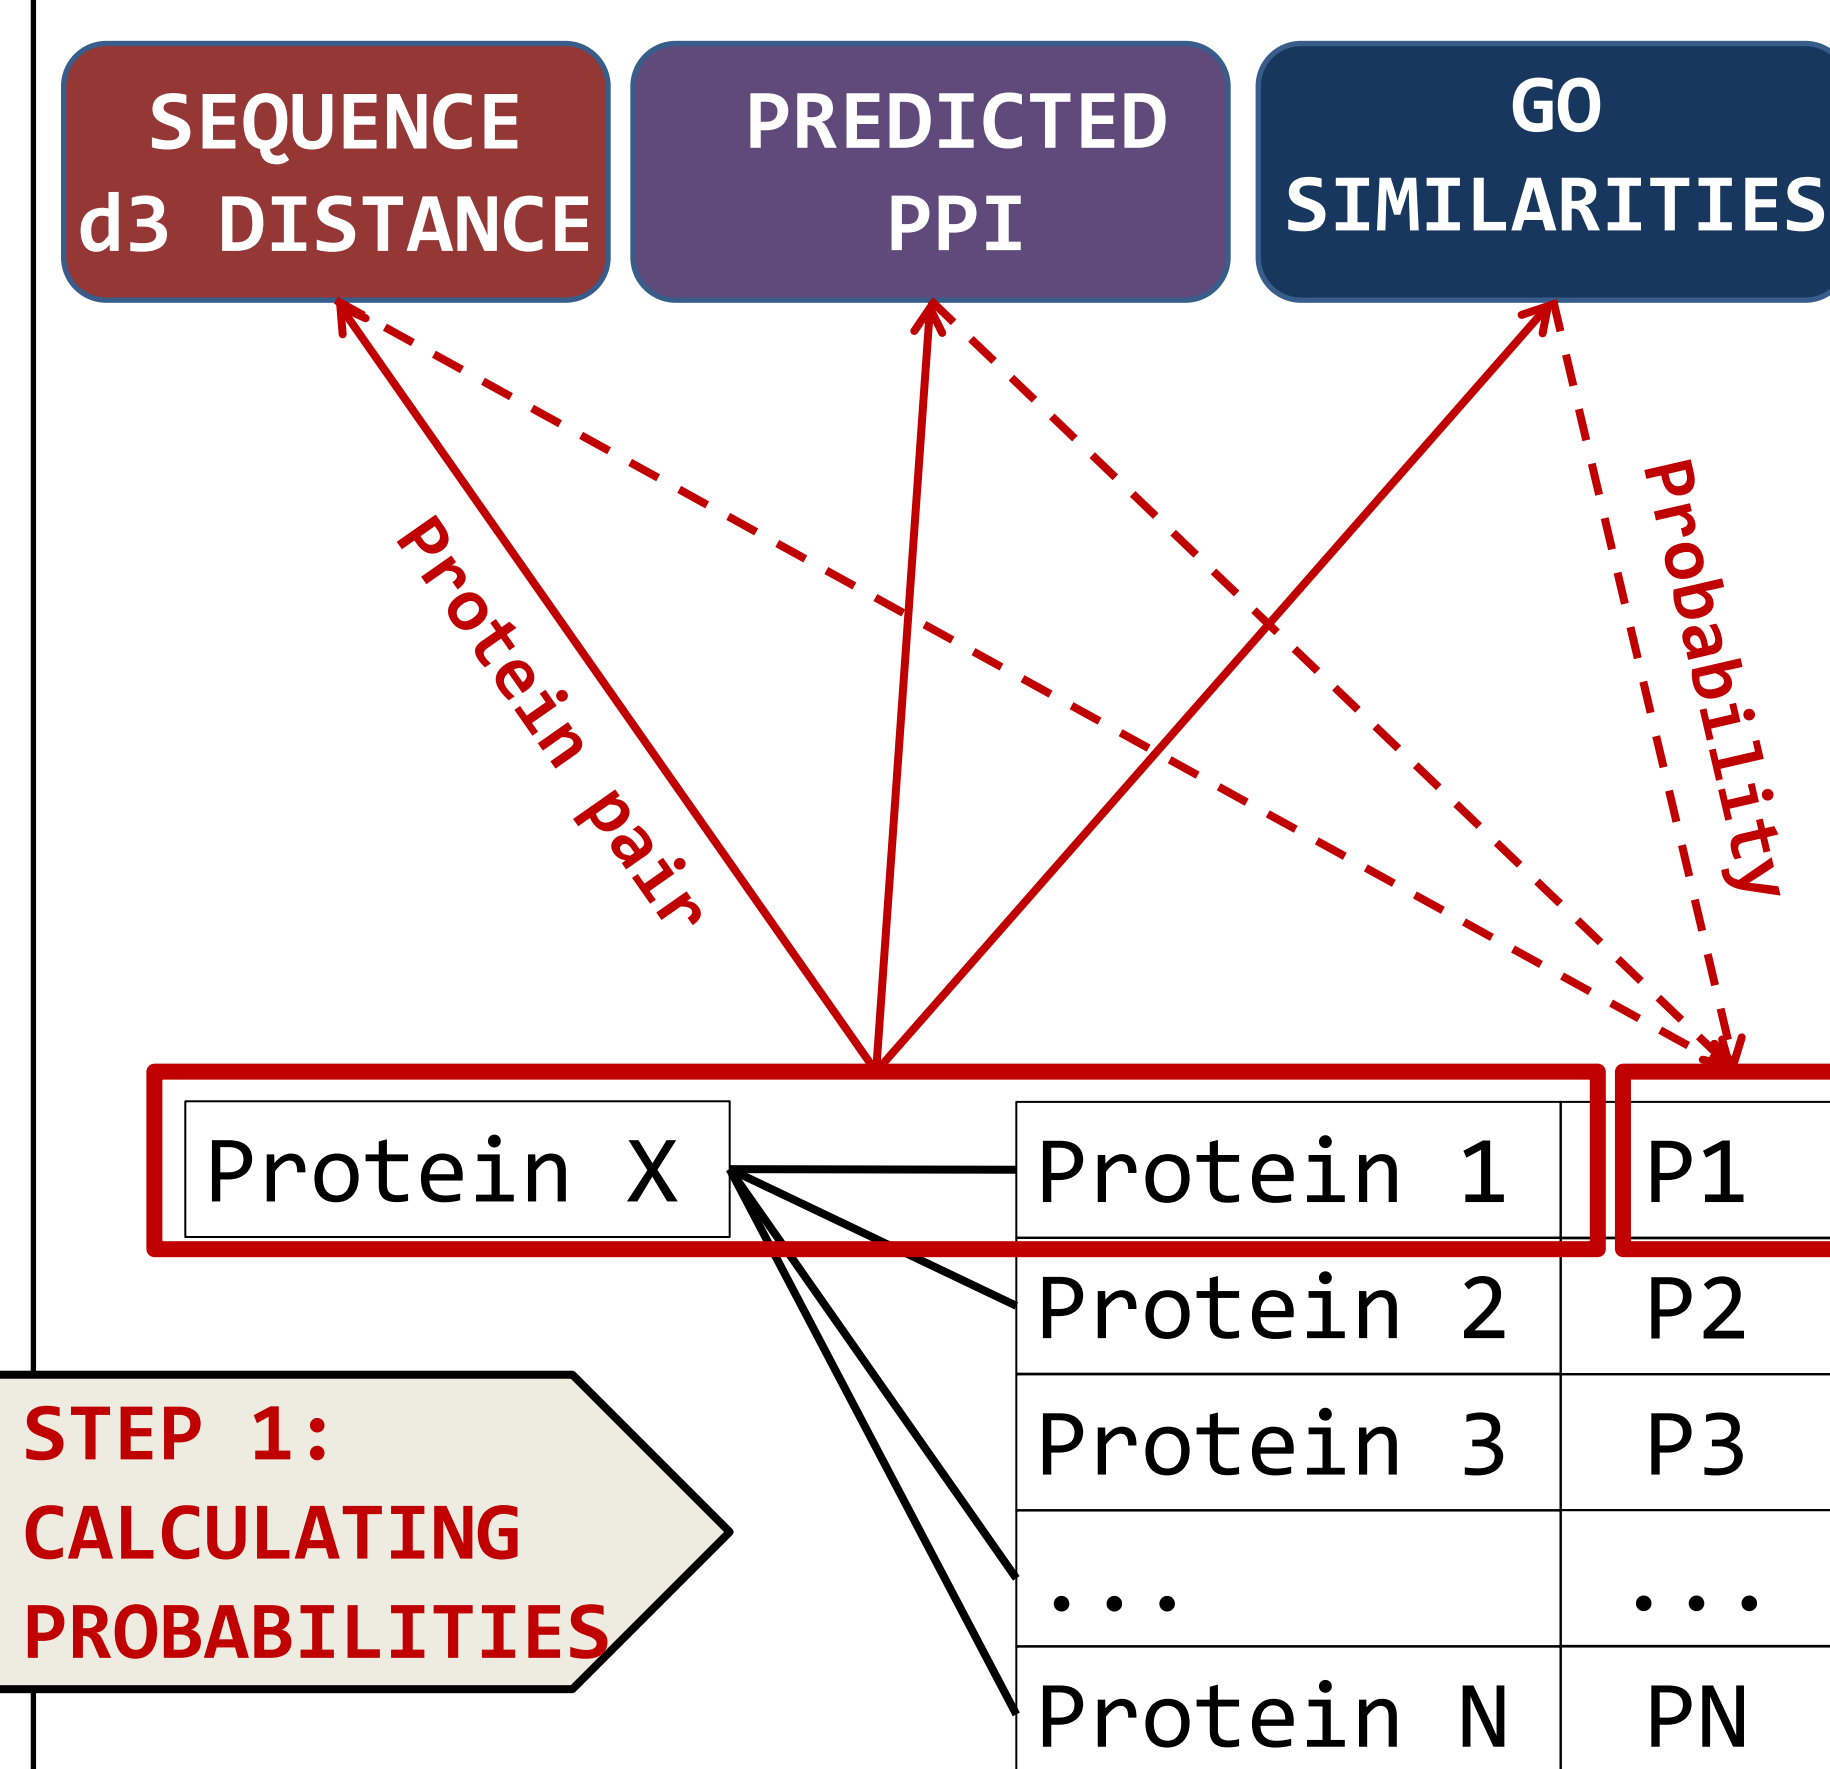 SEQUENCE
d3 DISTANCE
PREDICTED
PPI
GO
SIMILARITIES
Protein pair
Probability
Protein X
Protein 1
P1
Protein 2
P2
Protein 3
P3
...
...
Protein N
PN
STEP 1:
CALCULATING
PROBABILITIES